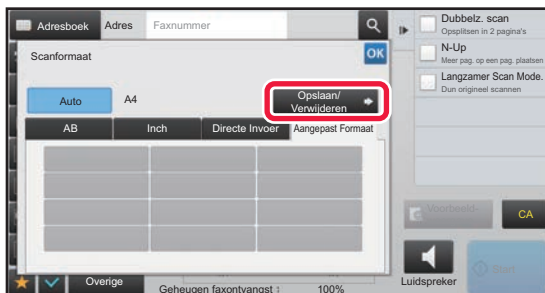 Adresboek
Adres
Faxnummer
Scanformaat
OK
Auto
A4
Opslaan/
Verwijderen
AB
Inch
Directe Invoer
Aangepast Formaat
Overige
Geheugen faxontvangst :
100%
Dubbelz. scan
Opsplitsen in 2 pagina's
N-Up
Meer pag. op een pag. plaatsen
Langzamer Scan Mode.
Dun origineel scannen
CA
Luidspreker
Start